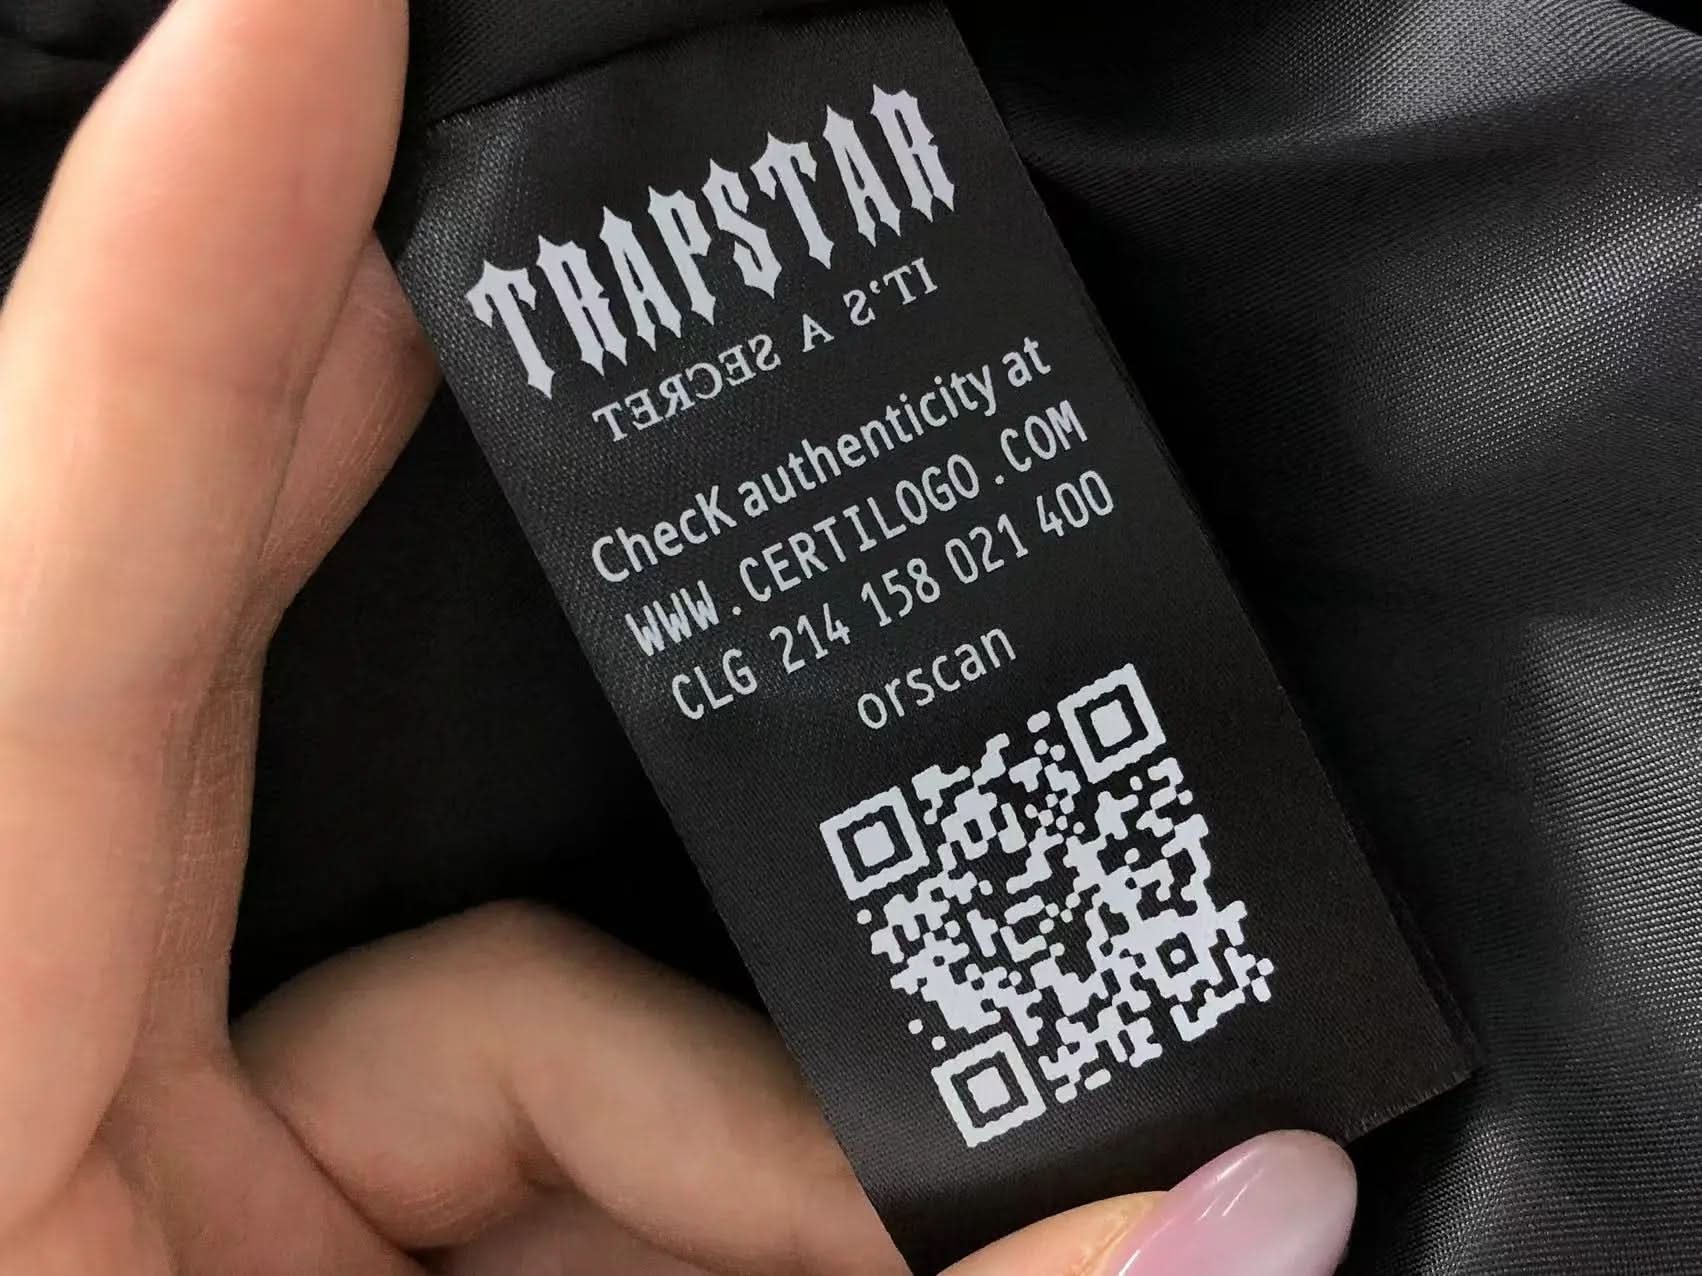 TRAPSTAR
IT'S A SECRET
ChecK authenticity at
WWW.CERTILOGO.COM
CLG 214 158 021 400
orscan